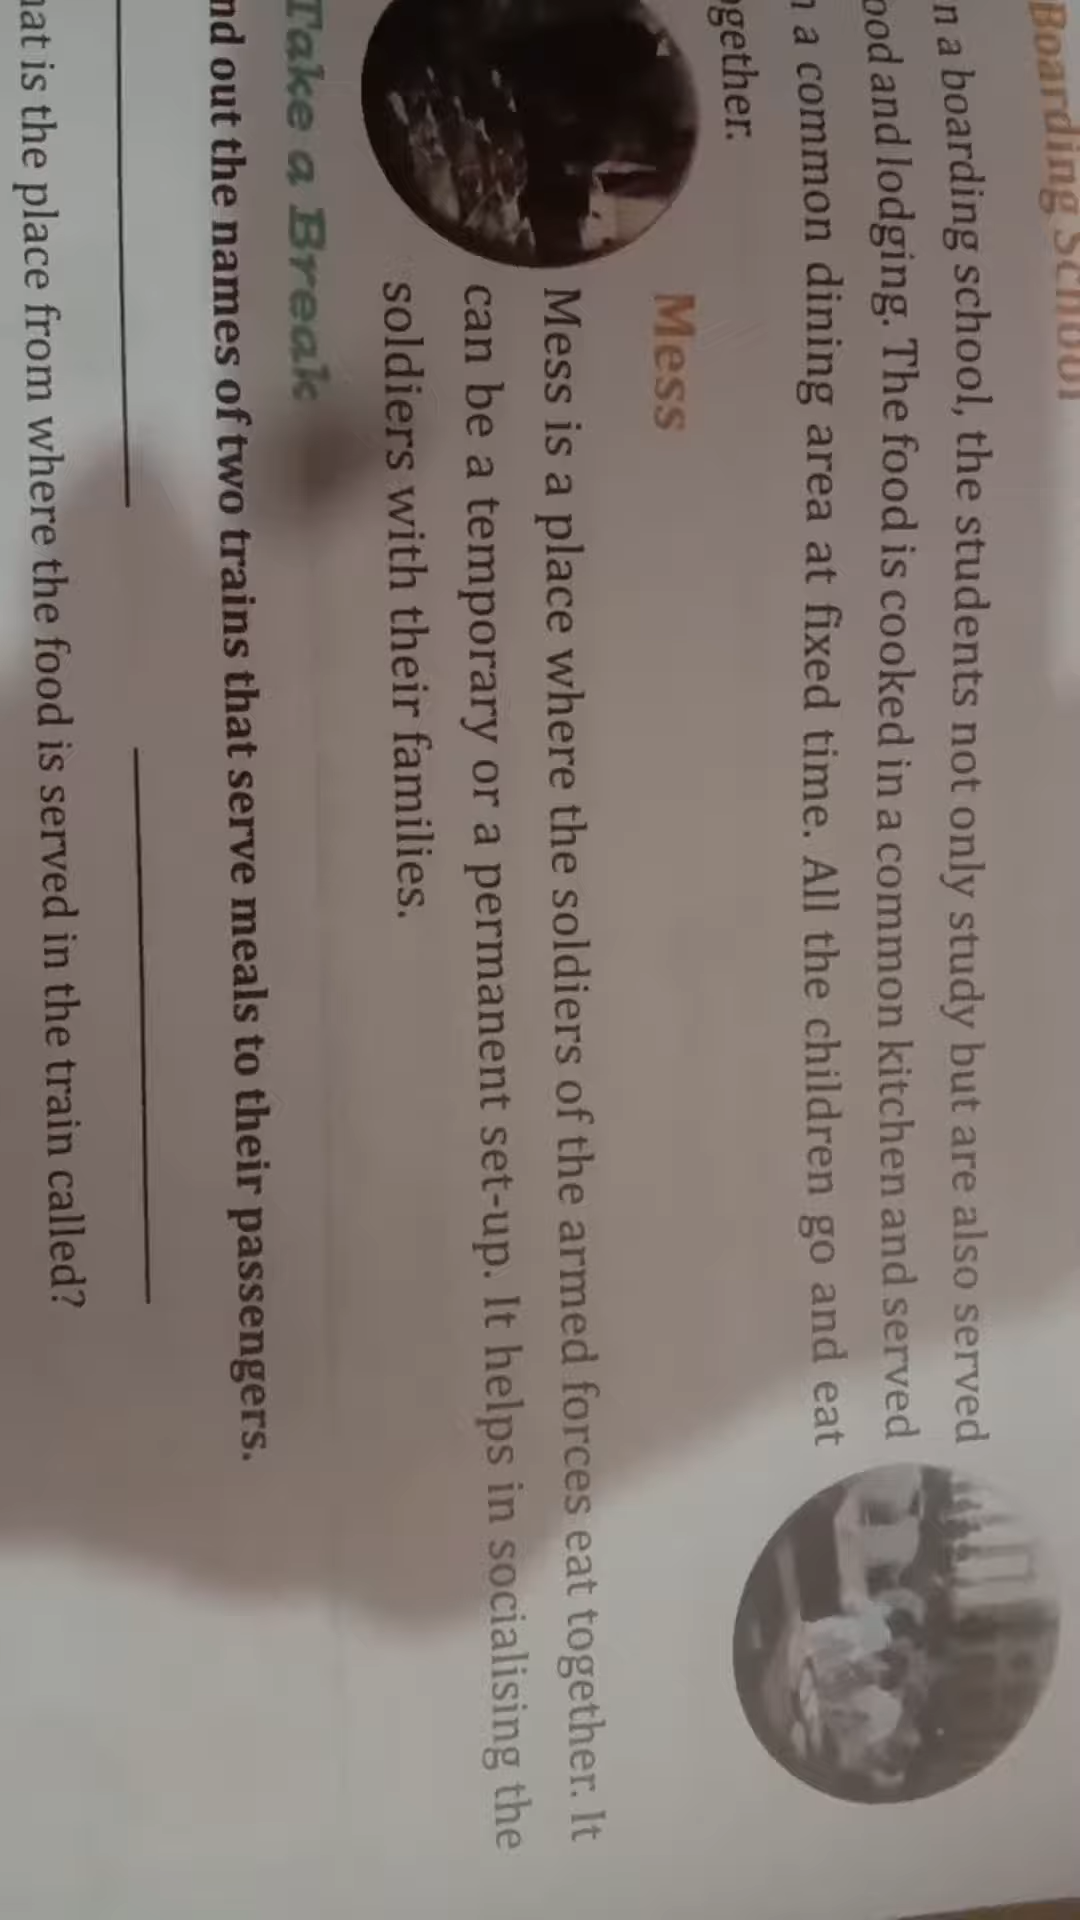 Boarding School
n a boarding school, the students not only study but are also served
ood and lodging. The food is cooked in a common kitchen and served
a common dining area at fixed time. All the children go and eat
gether.
Mess
Mess is a place where the soldiers of the armed forces eat together. It
can be a temporary or a permanent set-up. It helps in socialising the
soldiers with their families.
Take a Break
nd out the names of two trains that serve meals to their passengers.
hat is the place from where the food is served in the train called?